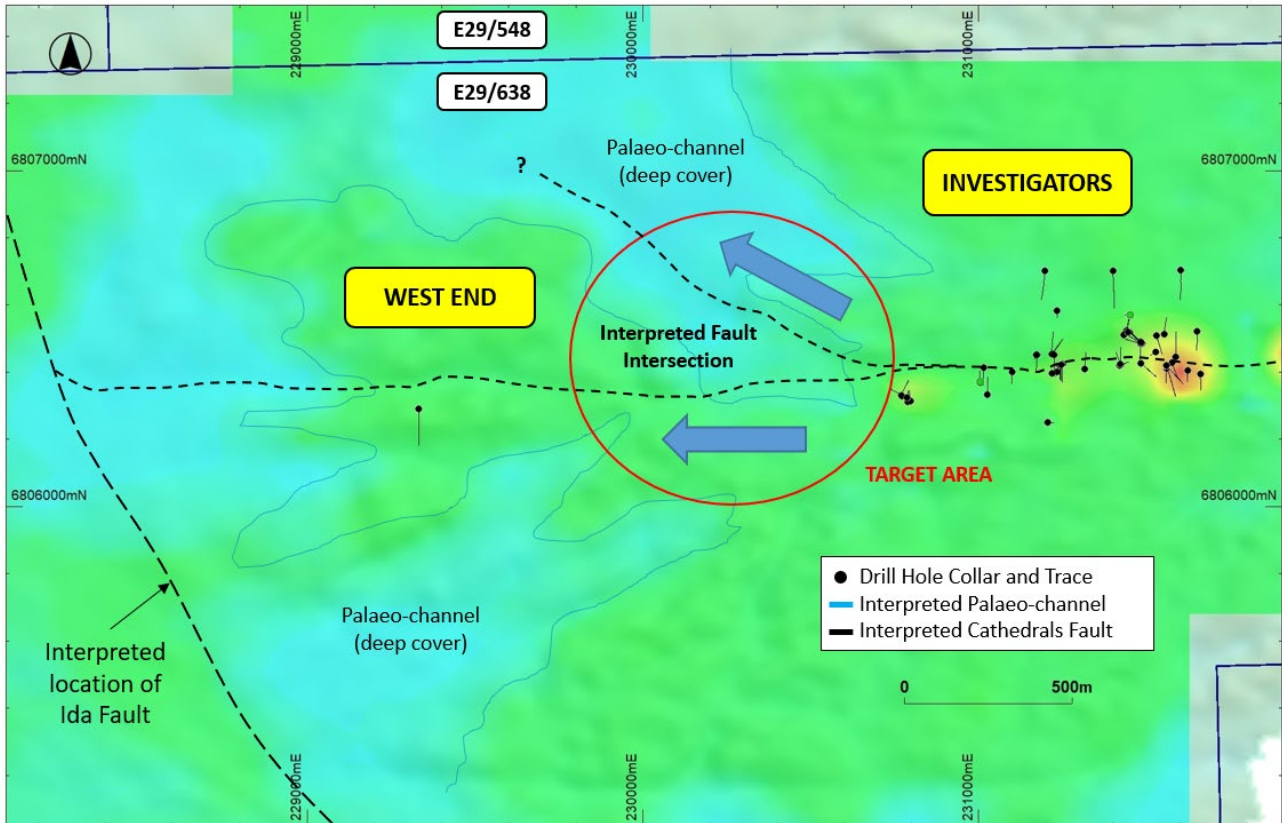 229000mE
230000mE
231000mE
E29/548
E29/638
6807000mN
6807000mN
?
Palaeo-channel
(deep cover)
INVESTIGATORS
WEST END
Interpreted Fault
Intersection
TARGET AREA
6806000mN
6806000mN
Palaeo-channel
(deep cover)
Interpreted
location of
Ida Fault
Drill Hole Collar and Trace
Interpreted Palaeo-channel
Interpreted Cathedrals Fault
0 500m
229000mE
230000mE
231000mE